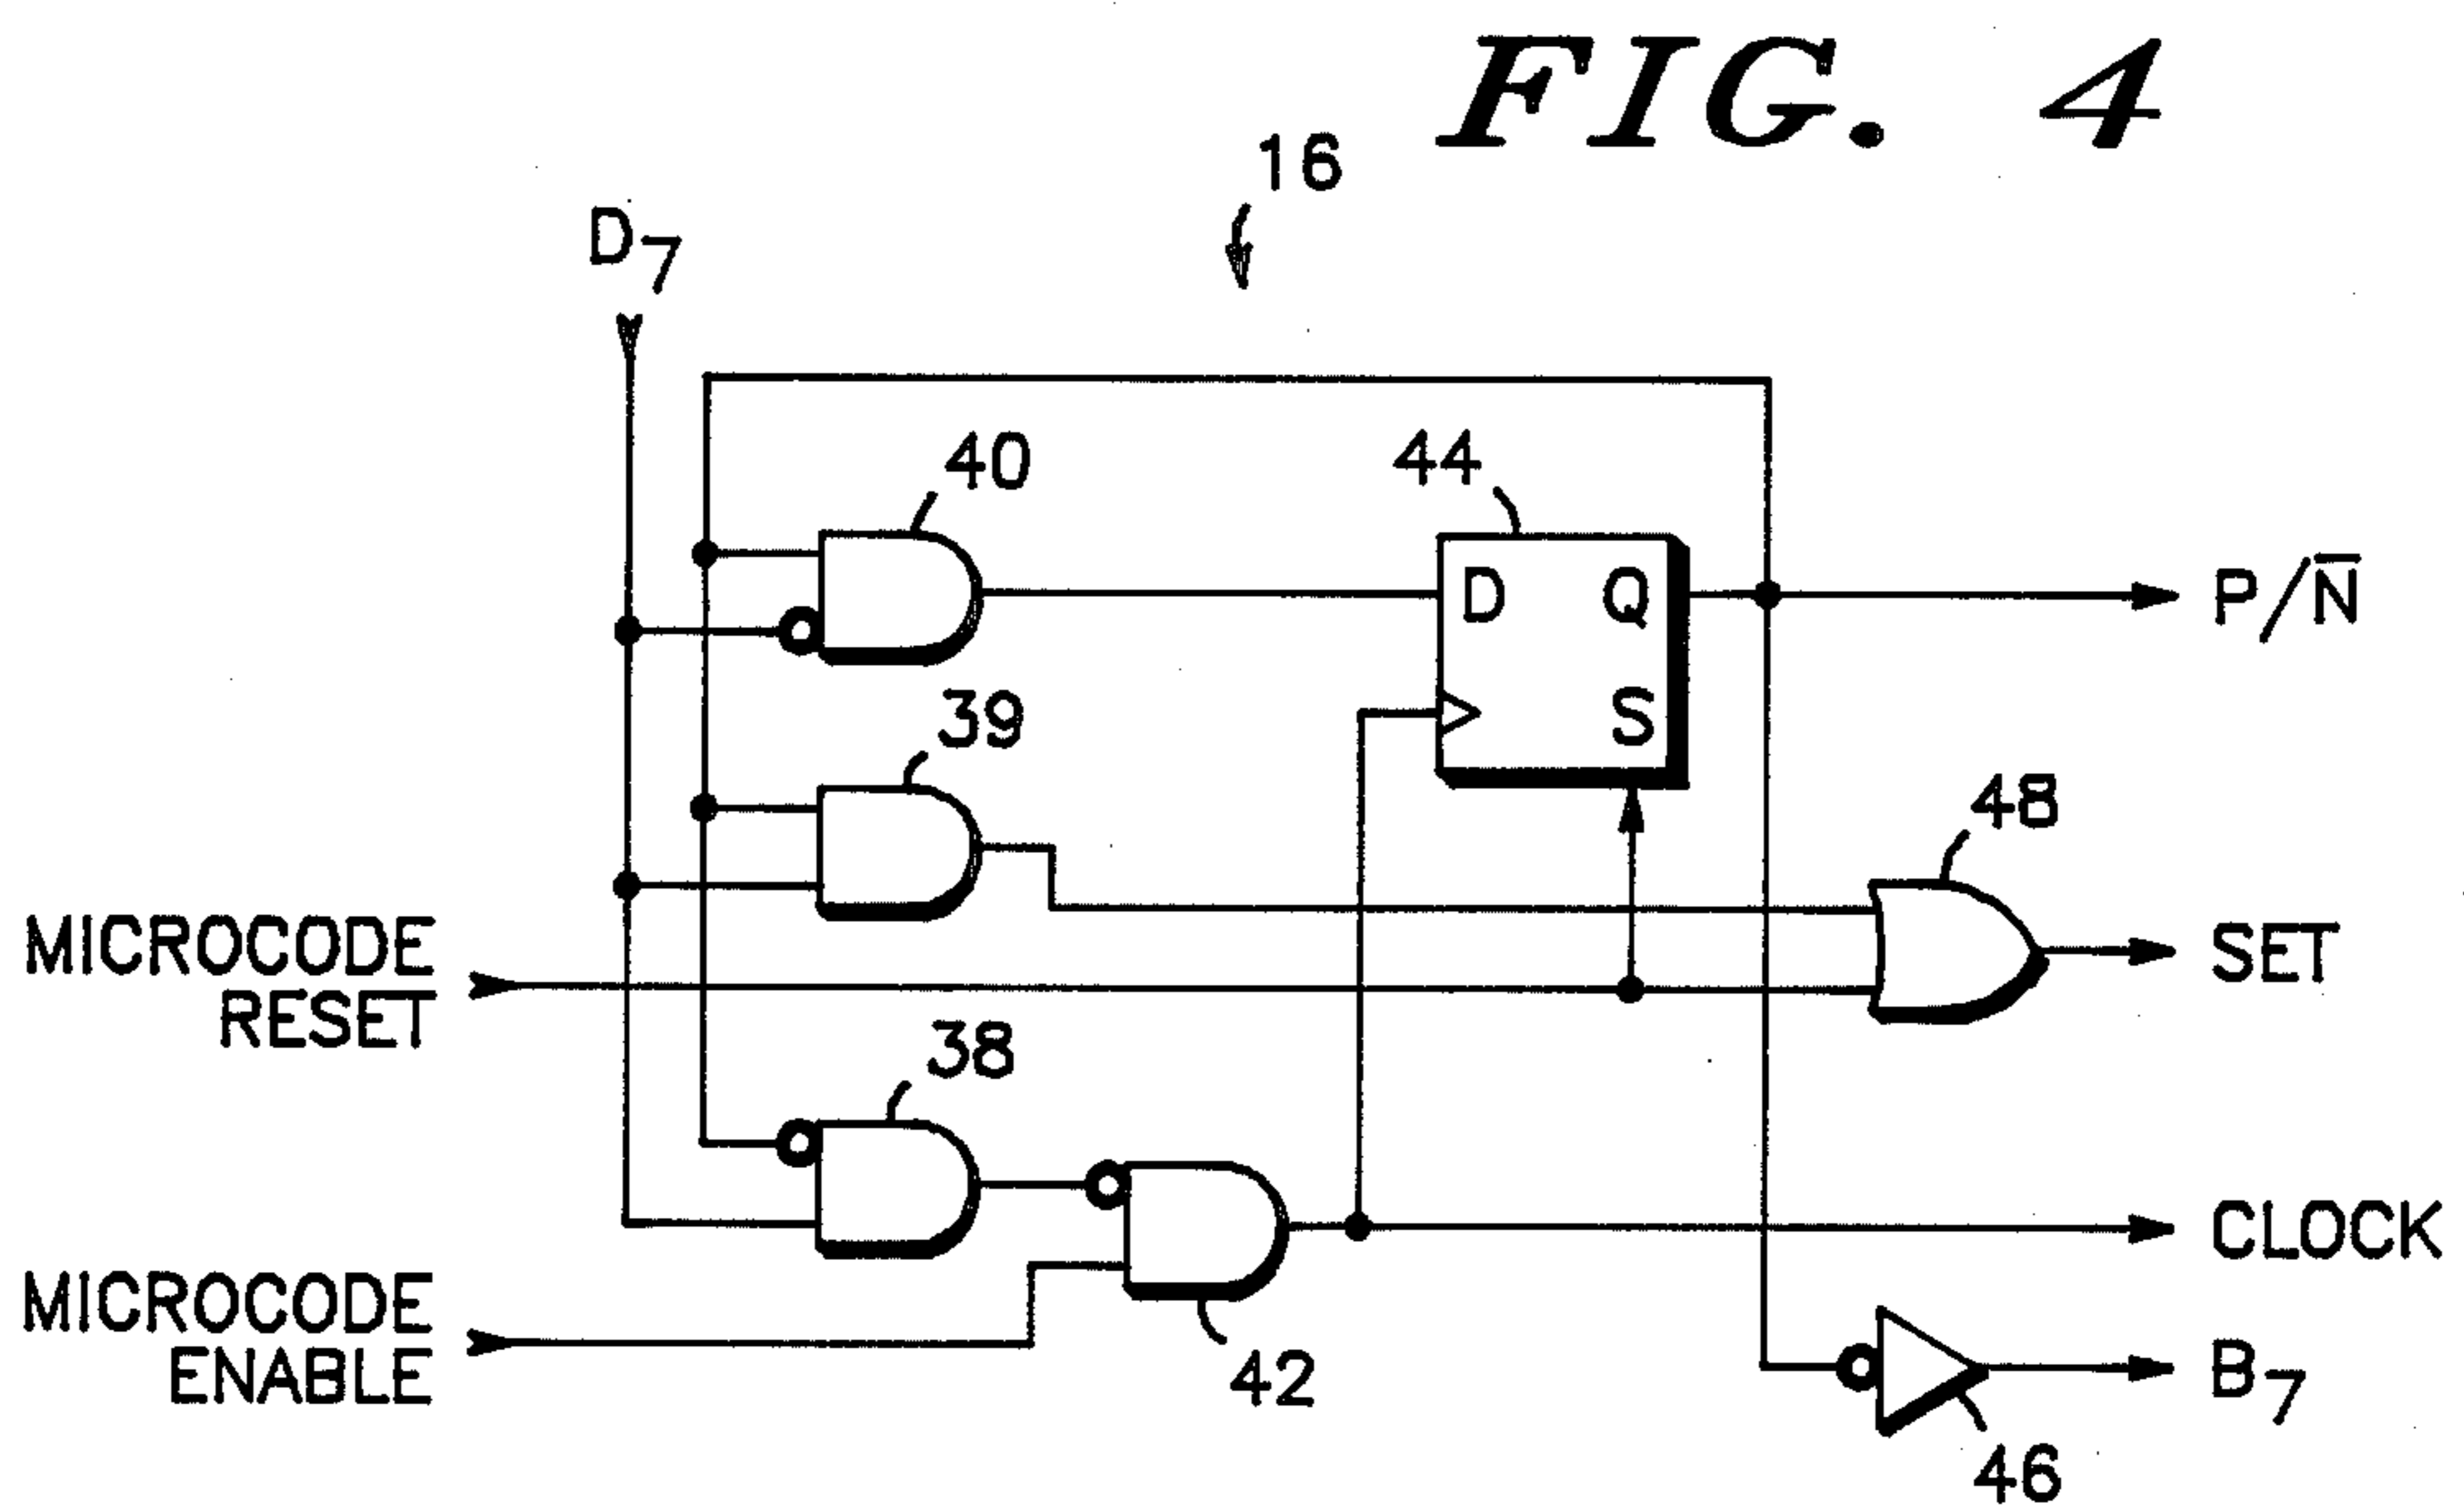 FIG. 4
16
D7
40
44
D
Q
P/N̅
39
S
48
MICROCODE
RESET
SET
38
CLOCK
MICROCODE
ENABLE
42
B7
46